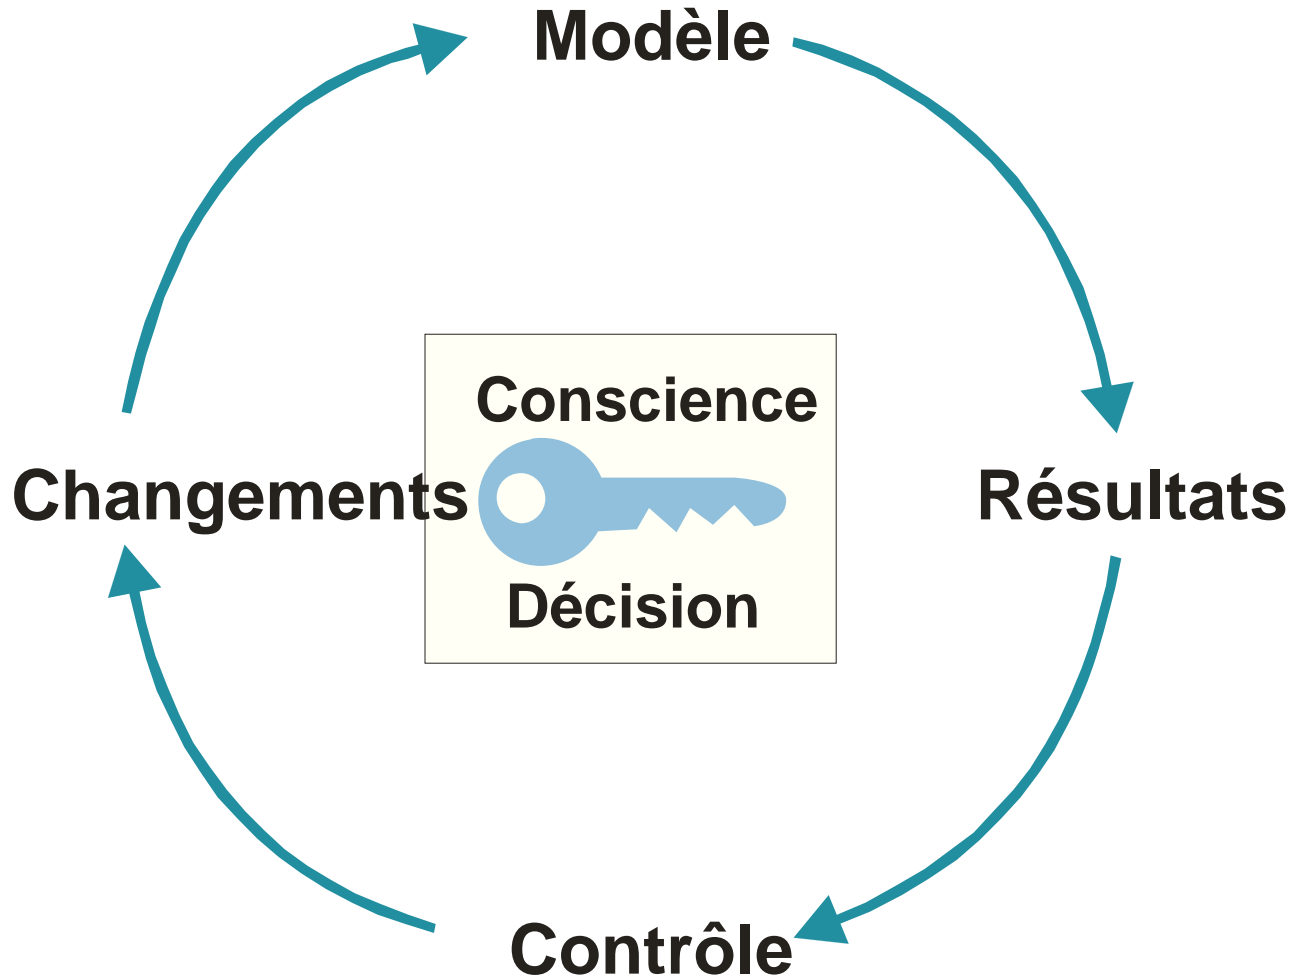 Modèle
Conscience
Changements
Résultats
Décision
Contrôle